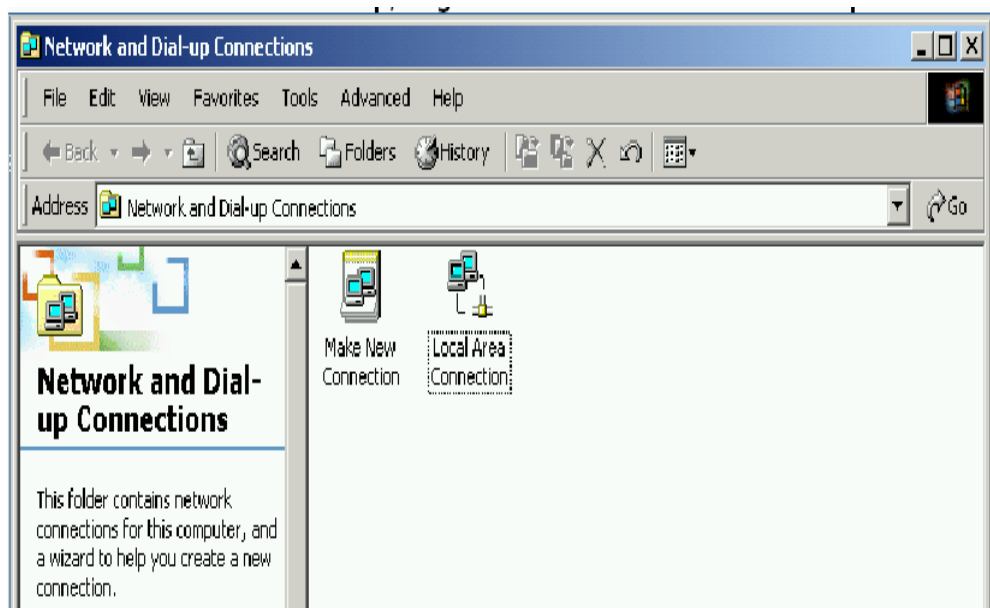 Network and Dial-up Connections
File Edit View Favorites Tools Advanced Help
Back Search Folders History
Address Network and Dial-up Connections Go
Make New
Connection
Local Area
Connection
Network and Dial-
up Connections
This folder contains network
connections for this computer, and
a wizard to help you create a new
connection.